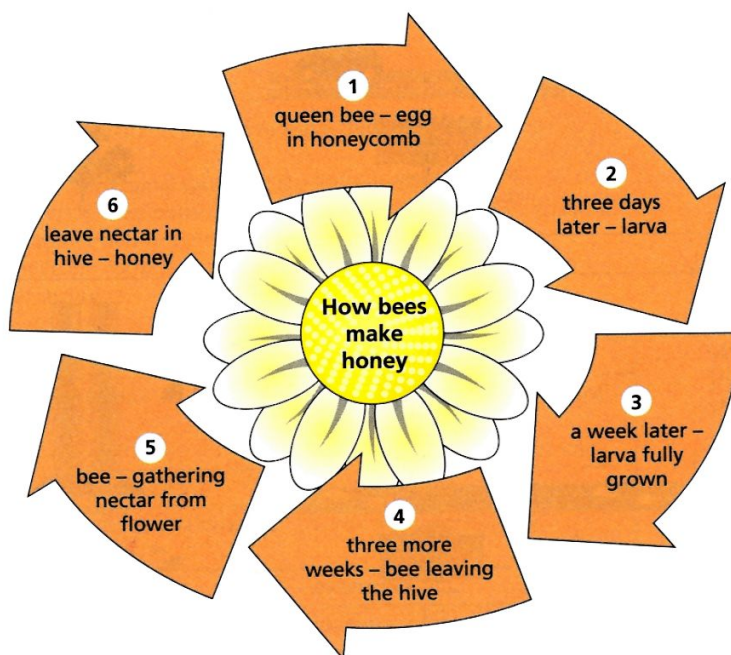 How bees
make
honey
1
queen bee – egg
in honeycomb
2
three days
later – larva
3
a week later –
larva fully
grown
4
three more
weeks – bee leaving
the hive
5
bee – gathering
nectar from
flower
6
leave nectar in
hive – honey